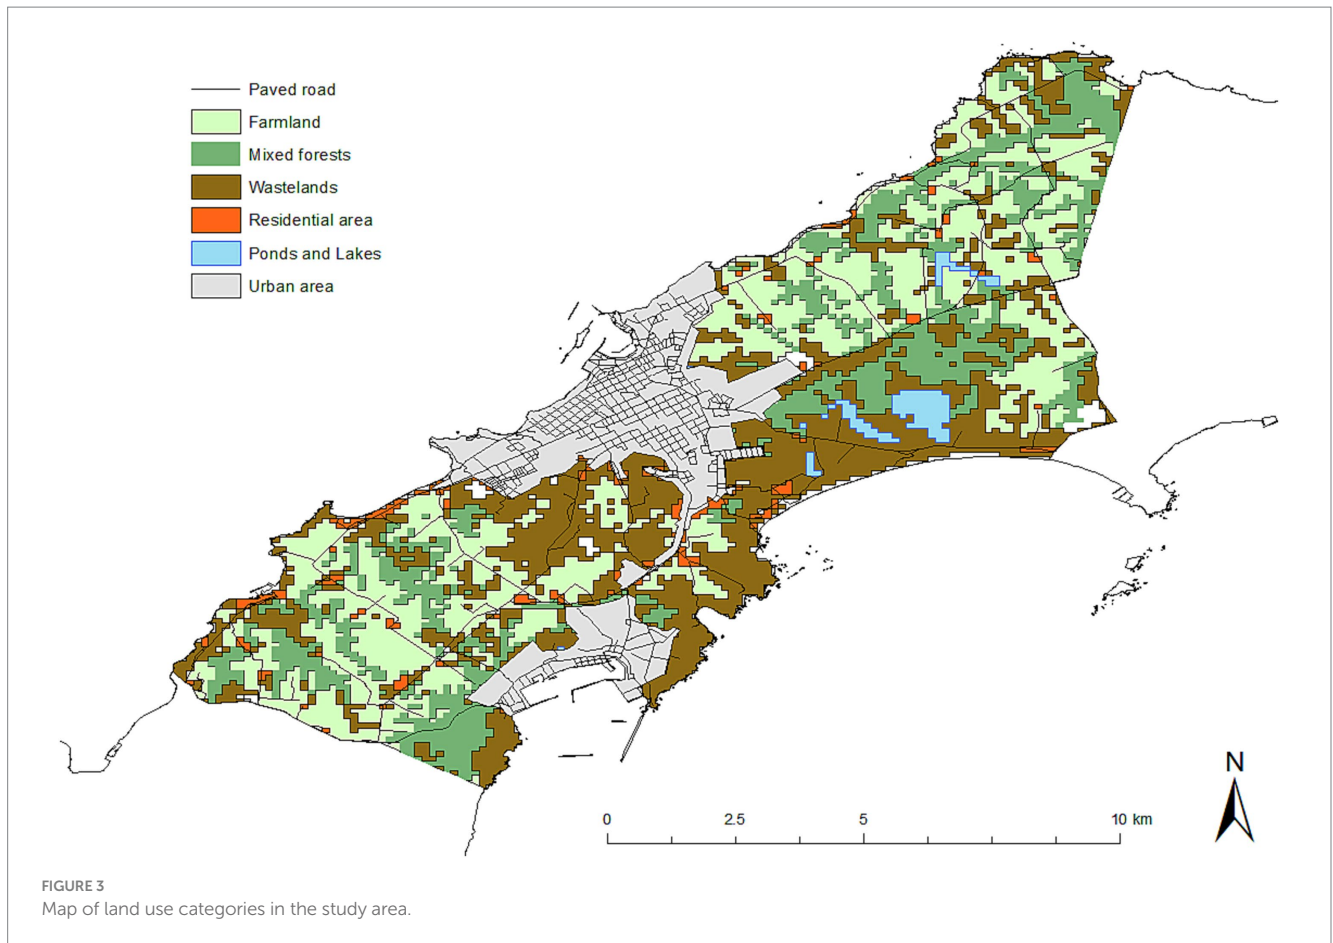 Paved road
Farmland
Mixed forests
Wastelands
Residential area
Ponds and Lakes
Urban area
N
0 2.5 5 10 km
FIGURE 3
Map of land use categories in the study area.